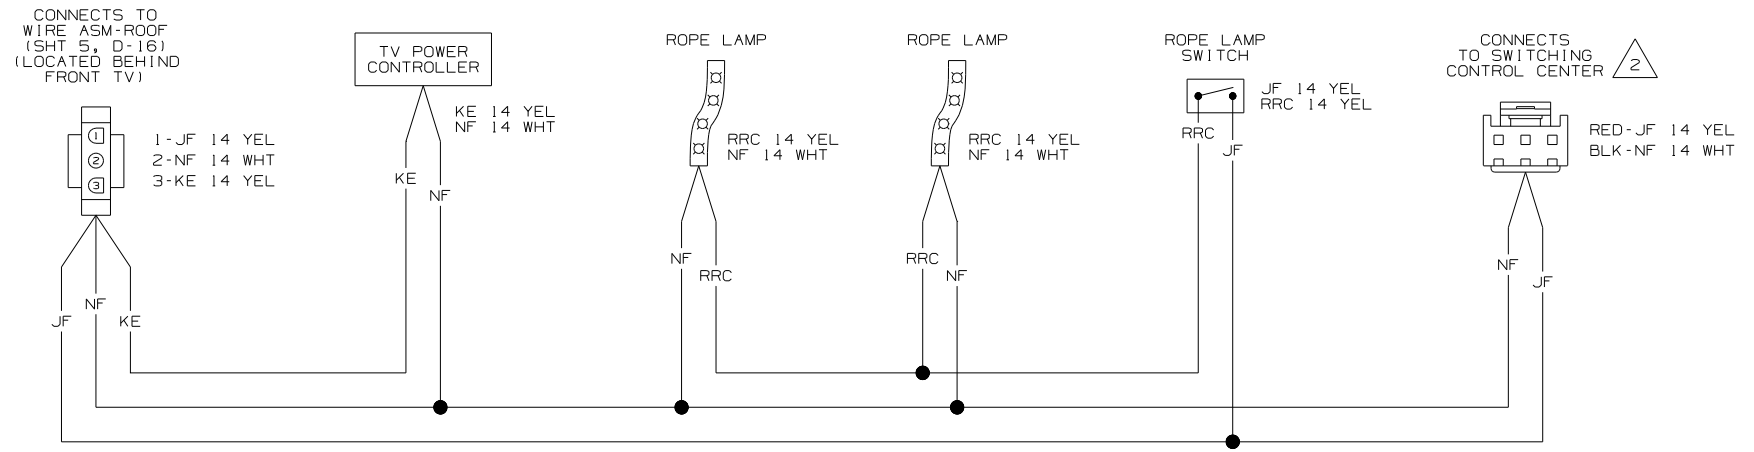 CONNECTS TO
WIRE ASM-ROOF
(SHT 5, D-16)
(LOCATED BEHIND
FRONT TV)
1
2
3
1-JF 14 YEL
2-NF 14 WHT
3-KE 14 YEL
JF
NF
KE
TV POWER
CONTROLLER
KE 14 YEL
NF 14 WHT
KE
NF
ROPE LAMP
RRC 14 YEL
NF 14 WHT
NF
RRC
ROPE LAMP
RRC 14 YEL
NF 14 WHT
RRC
NF
ROPE LAMP
SWITCH
JF 14 YEL
RRC 14 YEL
RRC
JF
CONNECTS
TO SWITCHING
CONTROL CENTER
2
RED-JF 14 YEL
BLK-NF 14 WHT
NF
JF